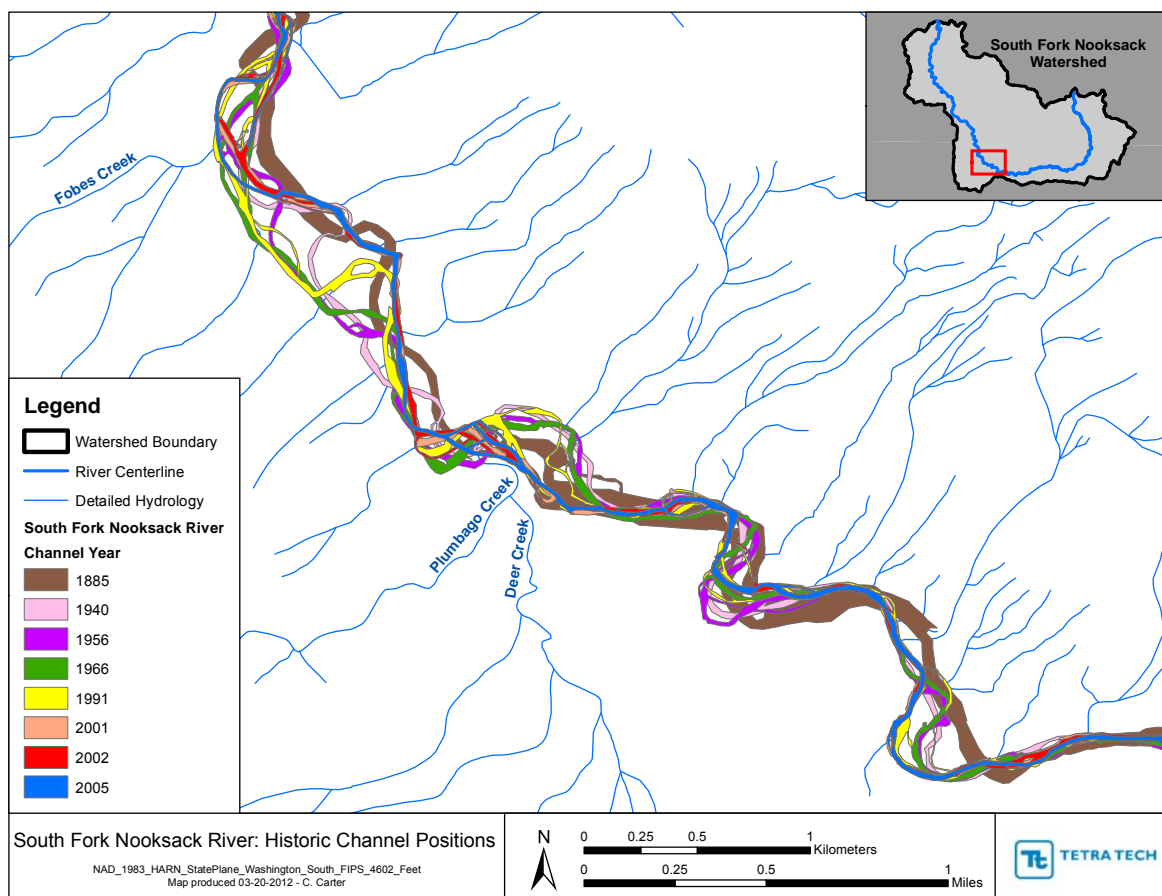 South Fork Nooksack
Watershed
Fobes Creek
Plumbago Creek
Deer Creek
Legend
Watershed Boundary
River Centerline
Detailed Hydrology
South Fork Nooksack River
Channel Year
1885
1940
1956
1966
1991
2001
2002
2005
South Fork Nooksack River: Historic Channel Positions
NAD_1983_HARN_StatePlane_Washington_South_FIPS_4602_Feet
Map produced 03-20-2012 - C. Carter
N
0 0.25 0.5 1
Kilometers
0 0.25 0.5 1
Miles
Tt TETRA TECH